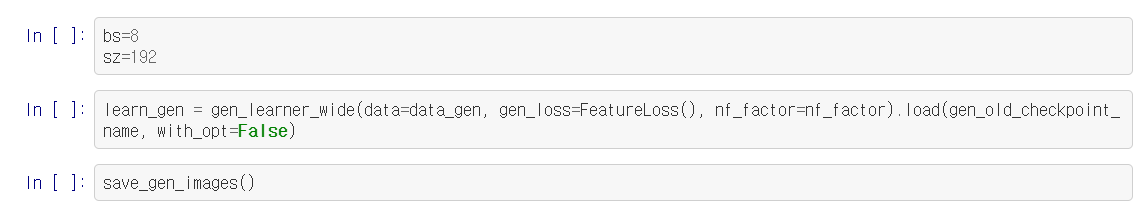 In [ ]: bs=8
sz=192
In [ ]: learn_gen = gen_learner_wide(data=data_gen, gen_loss=FeatureLoss(), nf_factor=nf_factor).load(gen_old_checkpoint_
name, with_opt=False)
In [ ]: save_gen_images()